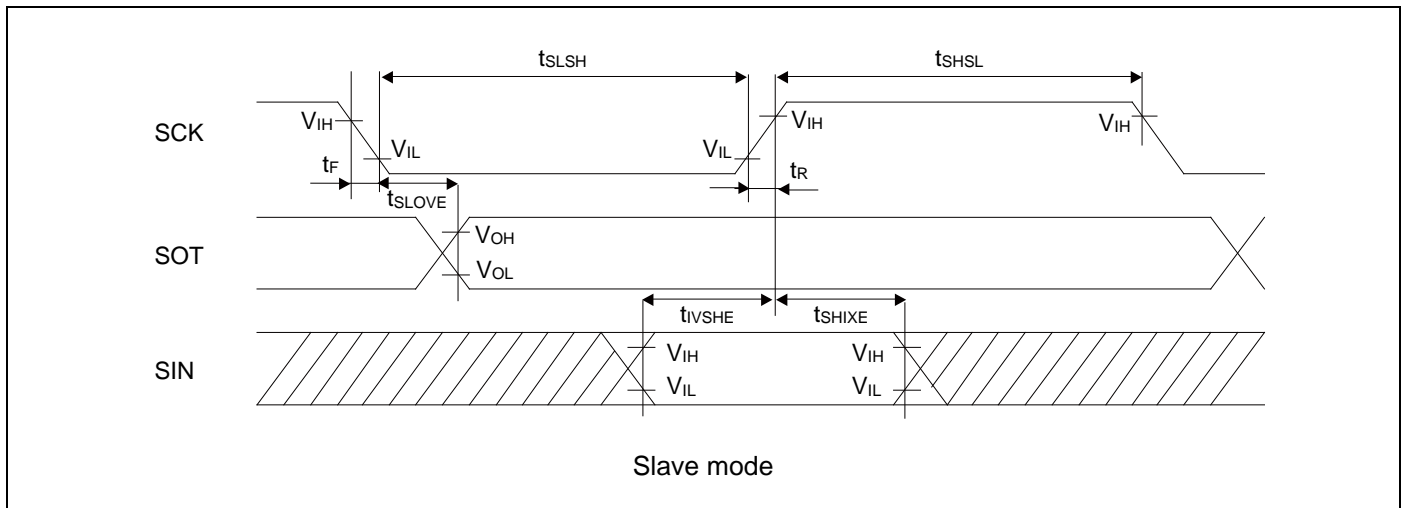 tSLSH
tSHSL
SCK
VIH
VIL
VIL
VIH
VIH
tF
tR
tSLOVE
SOT
VOH
VOL
tIVSHE
tSHIXE
SIN
VIH
VIL
VIH
VIL
Slave mode